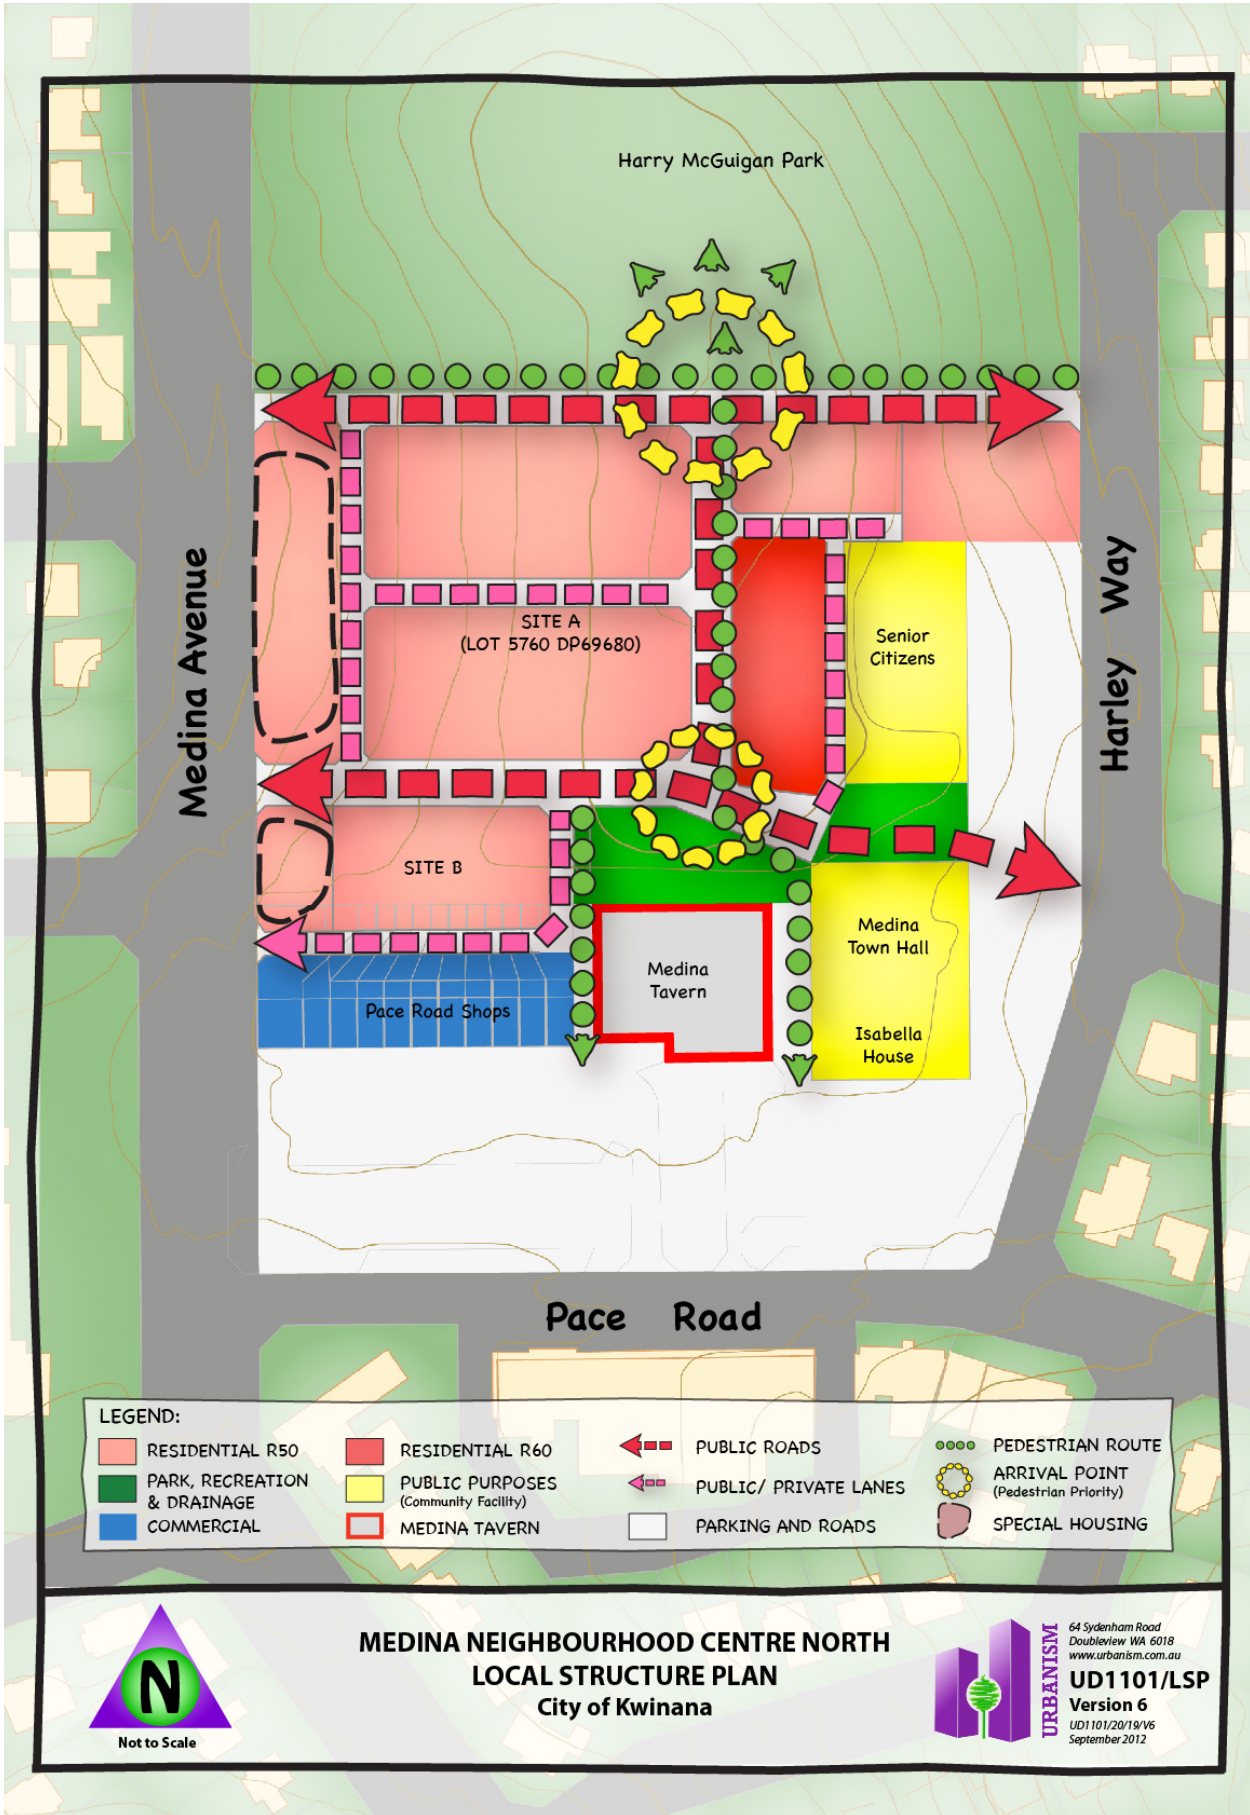 Harry McGuigan Park
SITE A
(LOT 5760 DP69680)
Senior
Citizens
Medina Avenue
Harley Way
SITE B
Medina
Town Hall
Medina
Tavern
Pace Road Shops
Isabella
House
Pace Road
LEGEND:
RESIDENTIAL R50
PARK, RECREATION
& DRAINAGE
COMMERCIAL
RESIDENTIAL R60
PUBLIC PURPOSES
(Community Facility)
MEDINA TAVERN
PUBLIC ROADS
PUBLIC/ PRIVATE LANES
PARKING AND ROADS
PEDESTRIAN ROUTE
ARRIVAL POINT
(Pedestrian Priority)
SPECIAL HOUSING
N
Not to Scale
MEDINA NEIGHBOURHOOD CENTRE NORTH
LOCAL STRUCTURE PLAN
City of Kwinana
URBANISM
64 Sydenham Road
Doubleview WA 6018
www.urbanism.com.au
UD1101/LSP
Version 6
UD1101/20/19/V6
September 2012